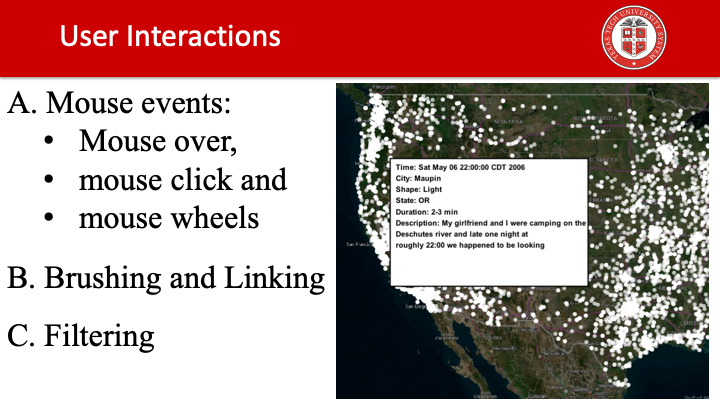 User Interactions
TEXAS TECH UNIVERSITY SYSTEM
A. Mouse events:
• Mouse over,
• mouse click and
• mouse wheels
B. Brushing and Linking
C. Filtering
Time: Sat May 06 22:00:00 CDT 2006
City: Maupin
Shape: Light
State: OR
Duration: 2-3 min
Description: My girlfriend and I were camping on the
Deschutes river and late one night at
roughly 22:00 we happened to be looking